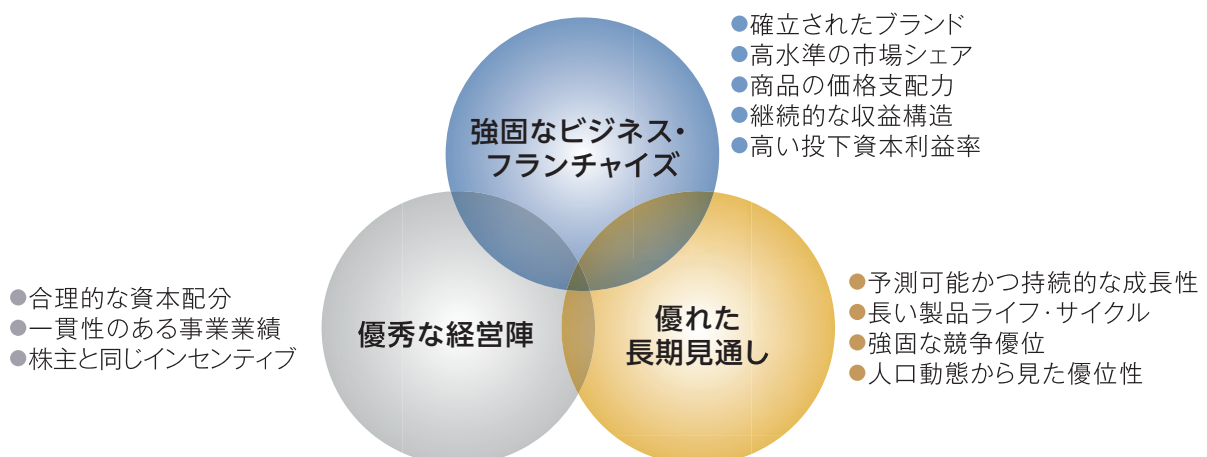 ●確立されたブランド
●高水準の市場シェア
●商品の価格支配力
●継続的な収益構造
●高い投下資本利益率
強固なビジネス・
フランチャイズ
●合理的な資本配分
●一貫性のある事業業績
●株主と同じインセンティブ
優秀な経営陣
優れた
長期見通し
●予測可能かつ持続的な成長性
●長い製品ライフ・サイクル
●強固な競争優位
●人口動態から見た優位性